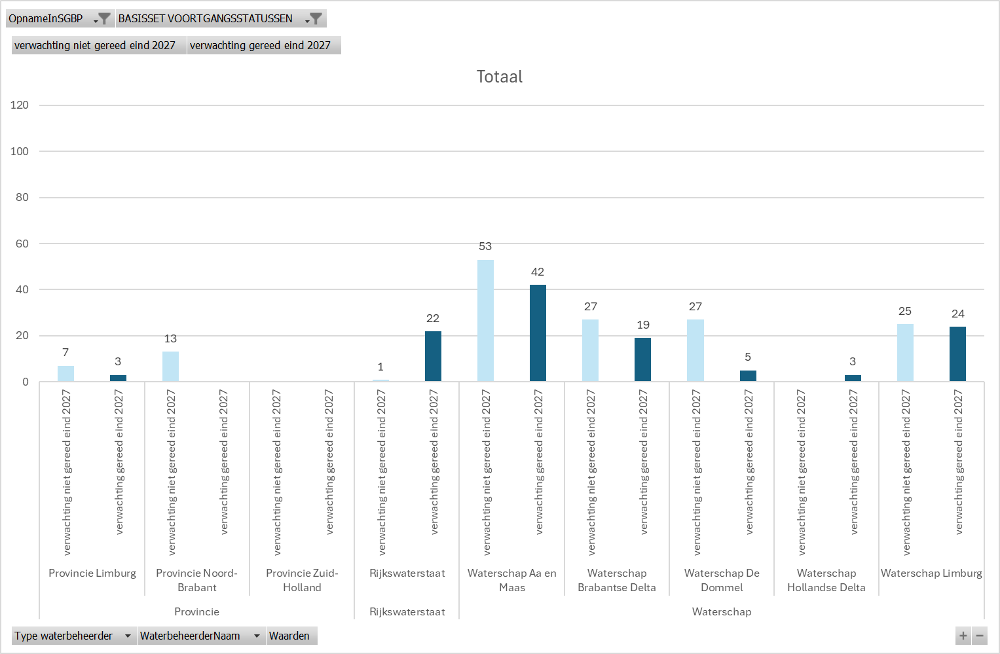 OpnameInSGBP BASISSET VOORTGANGSSTATUSSEN
verwachting niet gereed eind 2027 verwachting gereed eind 2027
Totaal
120
100
80
60
40
20
0
7
3
13
1
22
53
42
27
19
27
5
3
25
24
verwachting niet gereed eind 2027
verwachting gereed eind 2027
verwachting niet gereed eind 2027
verwachting gereed eind 2027
verwachting niet gereed eind 2027
verwachting gereed eind 2027
verwachting niet gereed eind 2027
verwachting gereed eind 2027
verwachting niet gereed eind 2027
verwachting gereed eind 2027
verwachting niet gereed eind 2027
verwachting gereed eind 2027
verwachting niet gereed eind 2027
verwachting gereed eind 2027
verwachting niet gereed eind 2027
verwachting gereed eind 2027
verwachting niet gereed eind 2027
verwachting gereed eind 2027
Provincie Limburg
Provincie Noord-
Brabant
Provincie Zuid-
Holland
Rijkswaterstaat
Waterschap Aa en
Maas
Waterschap
Brabantse Delta
Waterschap De
Dommel
Waterschap
Hollandse Delta
Waterschap Limburg
Provincie
Rijkswaterstaat
Waterschap
Type waterbeheerder WaterbeheerderNaam Waarden
+ −